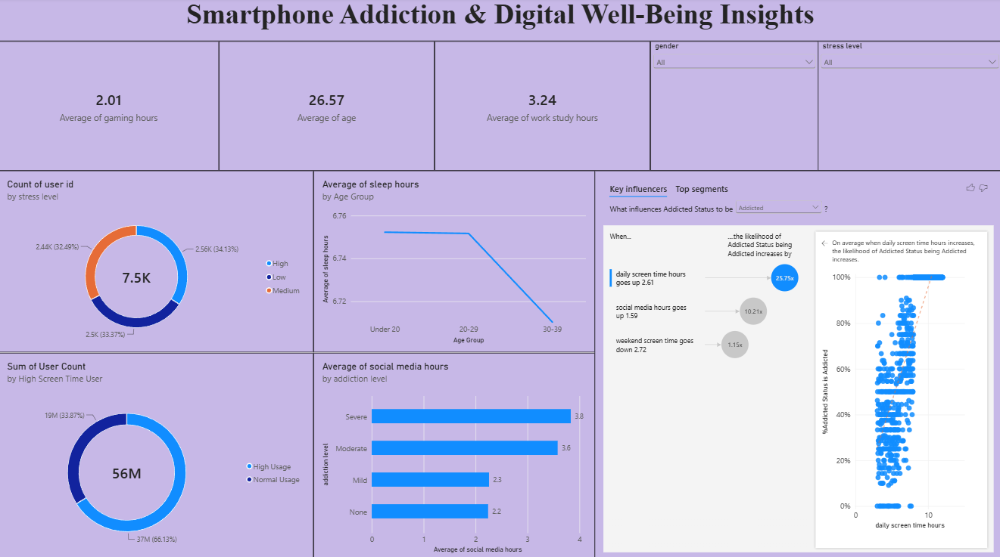 Smartphone Addiction & Digital Well-Being Insights
2.01
Average of gaming hours
26.57
Average of age
3.24
Average of work study hours
gender
All
stress level
All
Count of user id
by stress level
2.44K (32.49%)
2.56K (34.13%)
7.5K
2.5K (33.37%)
High
Low
Medium
Average of sleep hours
by Age Group
Average of sleep hours
6.76
6.74
6.72
Under 20
20-29
30-39
Age Group
Sum of User Count
by High Screen Time User
19M (33.87%)
56M
37M (66.13%)
High Usage
Normal Usage
Average of social media hours
by addiction level
addiction level
Severe
3.8
Moderate
3.6
Mild
2.3
None
2.2
0
1
2
3
4
Average of social media hours
Key influencers
Top segments
What influences Addicted Status to be
Addicted
?
When...
....the likelihood of
Addicted Status being
Addicted increases by
daily screen time hours
goes up 2.61
25.75x
social media hours goes
up 1.59
10.21x
weekend screen time goes
down 2.72
1.15x
On average when daily screen time hours increases,
the likelihood of Addicted Status being Addicted
increases.
%Addicted Status is Addicted
100%
80%
60%
40%
20%
0%
0
10
daily screen time hours